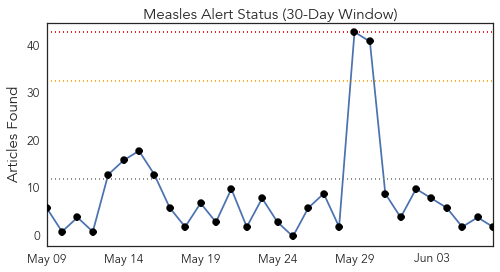 Measles Alert Status (30-Day Window)
Articles Found
40
30
20
10
0
May 09 May 14 May 19 May 24 May 29 Jun 03